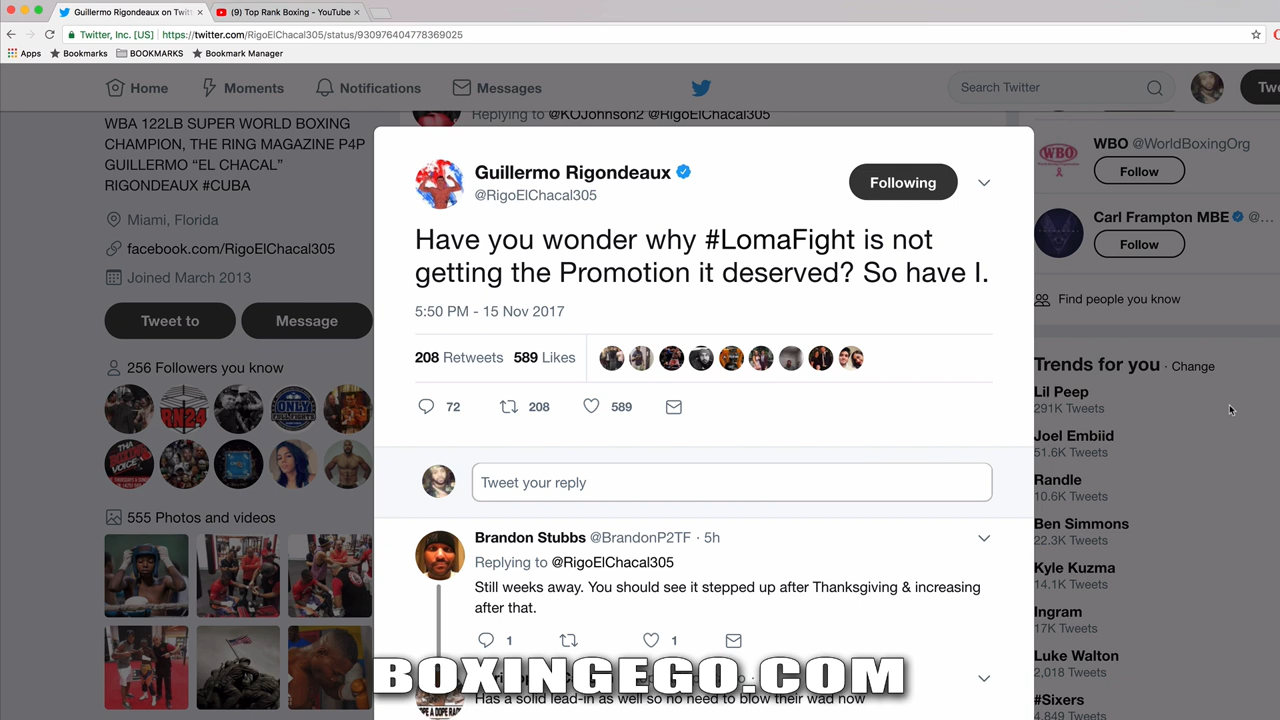 Guillermo Rigondeaux on Twitt
(9) Top Rank Boxing - YouTube
Twitter, Inc. [US]
https://twitter.com/RigoElChacal305/status/930976404778369025
Apps
Bookmarks
BOOKMARKS
Bookmark Manager
Home
Moments
Notifications
Messages
Search Twitter
Tw
WBA 122LB SUPER WORLD BOXING
CHAMPION, THE RING MAGAZINE P4P
GUILLERMO “EL CHACAL”
RIGONDEAUX #CUBA
Miami, Florida
facebook.com/RigoElChacal305
Joined March 2013
Tweet to
Message
256 Followers you know
555 Photos and videos
Replying to @KOJohnson2 @RigoElChacal305
Guillermo Rigondeaux
@RigoElChacal305
Following
Have you wonder why #LomaFight is not
getting the Promotion it deserved? So have I.
5:50 PM - 15 Nov 2017
208 Retweets 589 Likes
72
208
589
Tweet your reply
Brandon Stubbs @BrandonP2TF · 5h
Replying to @RigoElChacal305
Still weeks away. You should see it stepped up after Thanksgiving & increasing
after that.
1
1
BOXINGEGO.COM
Has a solid lead-in as well so no need to blow their wad now
WBO @WorldBoxingOrg
Follow
Carl Frampton MBE @...
Follow
Find people you know
Trends for you · Change
Lil Peep
291K Tweets
Joel Embiid
51.6K Tweets
Randle
10.6K Tweets
Ben Simmons
22.3K Tweets
Kyle Kuzma
14.1K Tweets
Ingram
17K Tweets
Luke Walton
2,018 Tweets
#Sixers
4,849 Tweets